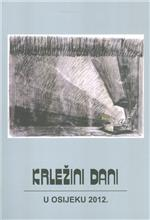 KRLEŽINI DANI
U OSIJEKU 2012.